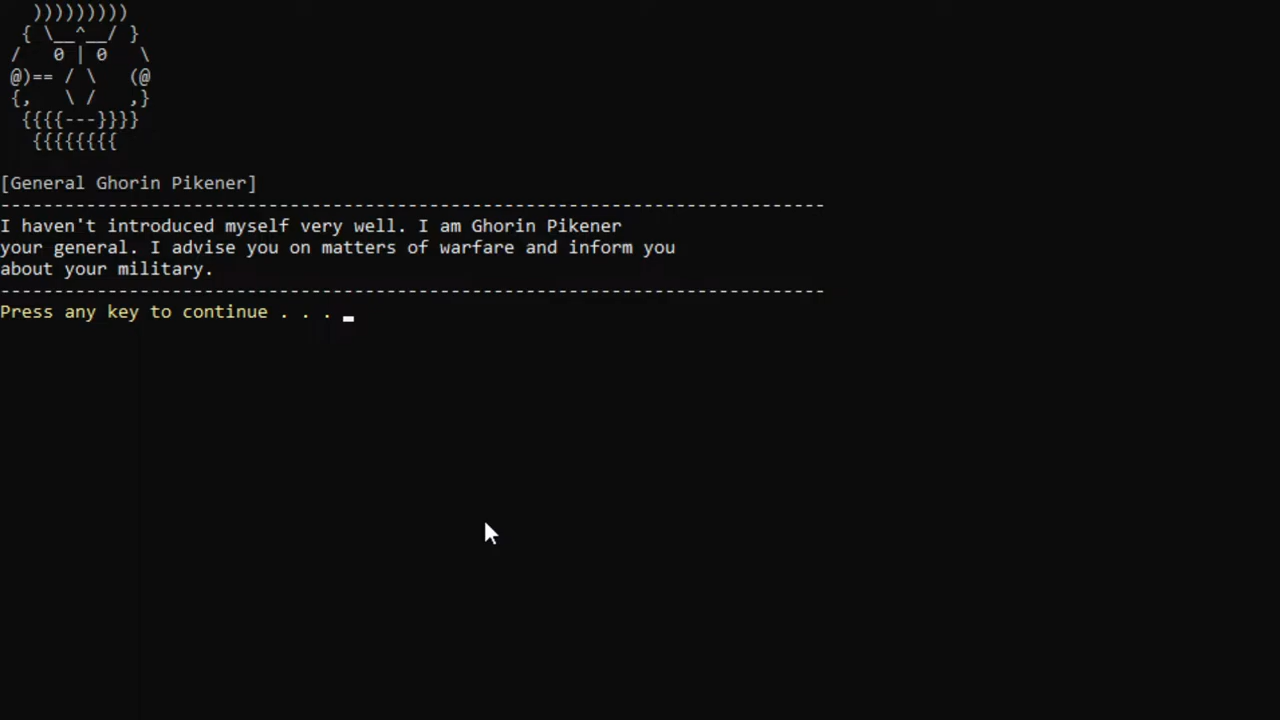 )))))))))
{ \__^__/ }
/   0 | 0   \
@)== / \   (@
{,   \ /   ,}
{{{{---}}}}
{{{{{{{{
[General Ghorin Pikener]
-----------------------------------------------------------------------------
I haven't introduced myself very well. I am Ghorin Pikener
your general. I advise you on matters of warfare and inform you
about your military.
-----------------------------------------------------------------------------
Press any key to continue . . .